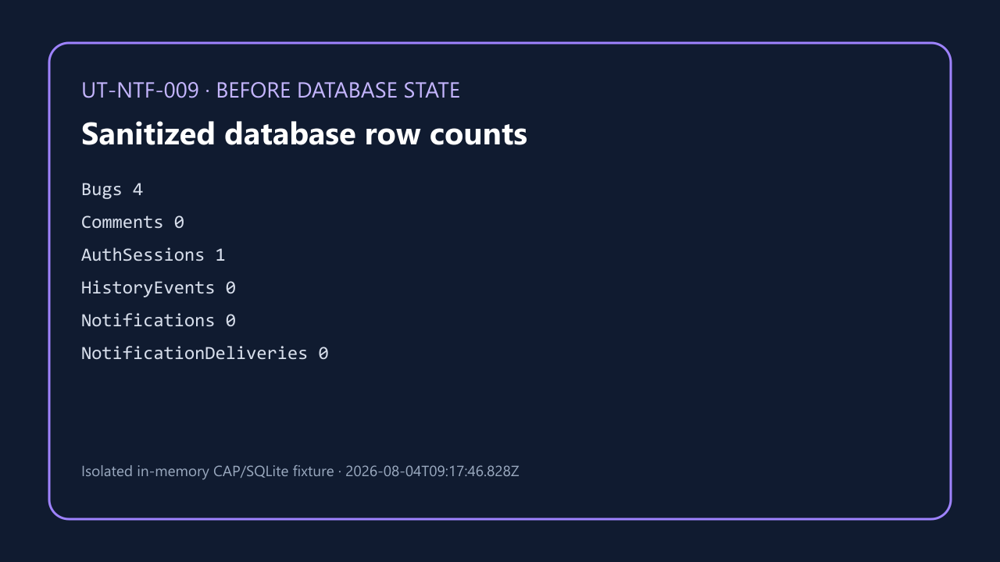 UT-NTF-009 · BEFORE DATABASE STATE
Sanitized database row counts
Bugs 4
Comments 0
AuthSessions 1
HistoryEvents 0
Notifications 0
NotificationDeliveries 0
Isolated in-memory CAP/SQLite fixture · 2026-08-04T09:17:46.828Z